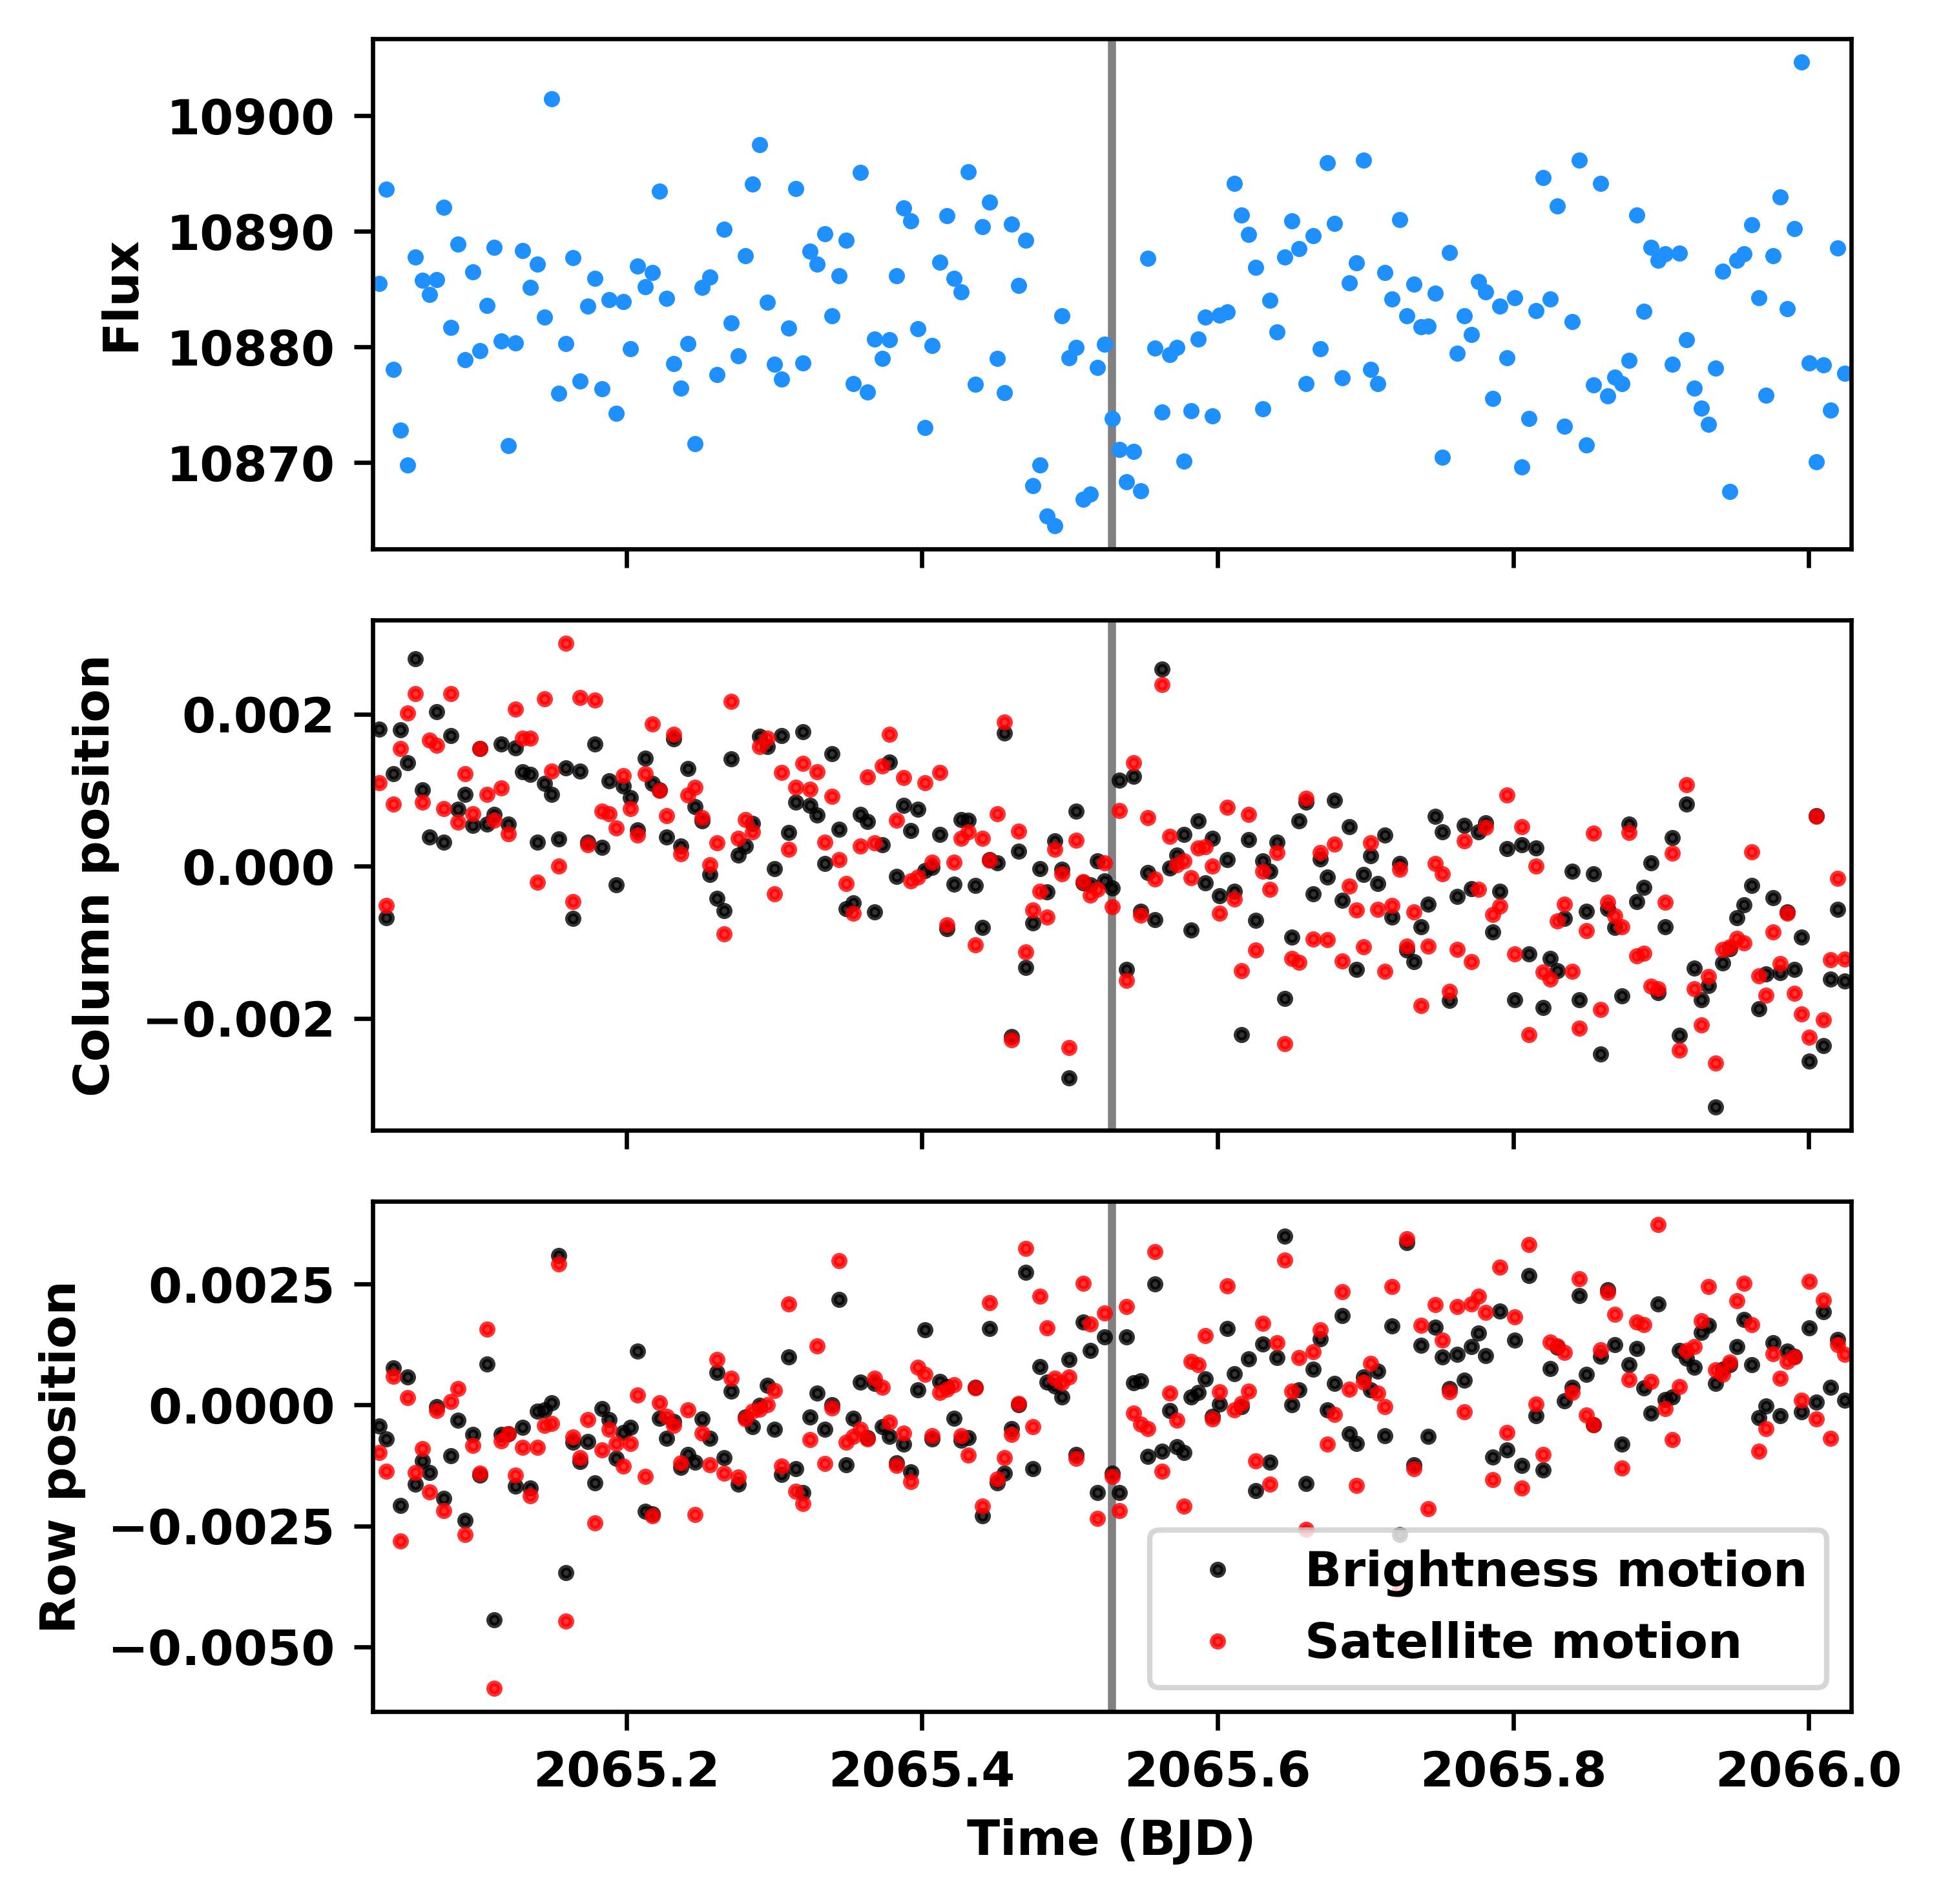 Flux
10900
10890
10880
10870
Column position
0.002
0.000
−0.002
Row position
0.0025
0.0000
−0.0025
−0.0050
Brightness motion
Satellite motion
2065.2 2065.4 2065.6 2065.8 2066.0
Time (BJD)